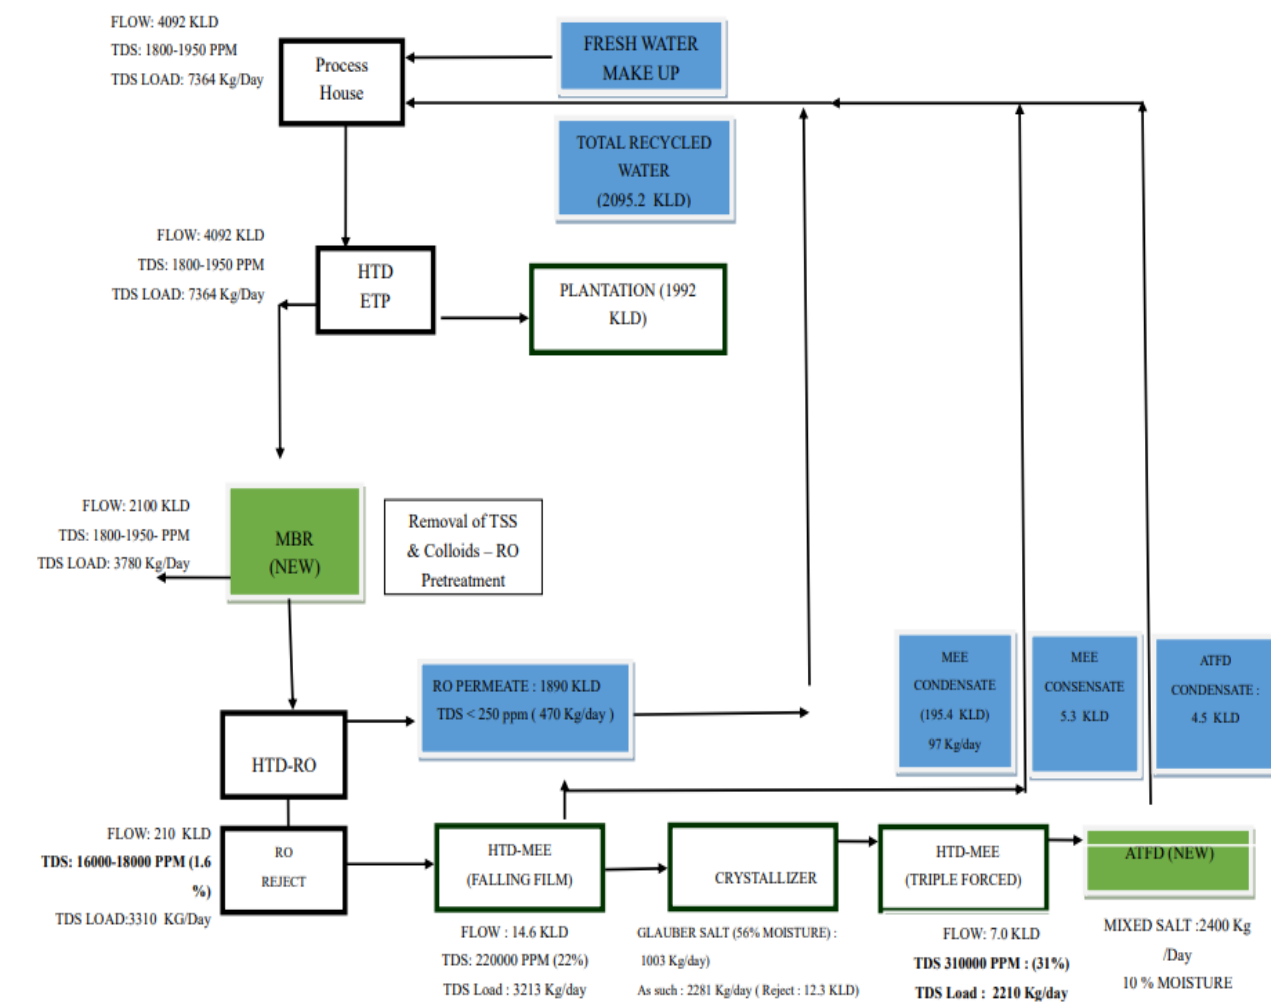 FLOW: 4092 KLD
TDS: 1800-1950 PPM
TDS LOAD: 7364 Kg/Day
Process
House
FRESH WATER
MAKE UP
TOTAL RECYCLED
WATER
(2095.2 KLD)
FLOW: 4092 KLD
TDS: 1800-1950 PPM
TDS LOAD: 7364 Kg/Day
HTD
ETP
PLANTATION (1992
KLD)
FLOW: 2100 KLD
TDS: 1800-1950- PPM
TDS LOAD: 3780 Kg/Day
MBR
(NEW)
Removal of TSS
& Colloids – RO
Pretreatment
RO PERMEATE : 1890 KLD
TDS < 250 ppm ( 470 Kg/day )
MEE
CONDENSATE
(195.4 KLD)
97 Kg/day
MEE
CONSENSATE
5.3 KLD
ATFD
CONDENSATE :
4.5 KLD
HTD-RO
FLOW: 210 KLD
TDS: 16000-18000 PPM (1.6
%)
TDS LOAD:3310 KG/Day
RO
REJECT
HTD-MEE
(FALLING FILM)
CRYSTALLIZER
HTD-MEE
(TRIPLE FORCED)
ATFD (NEW)
FLOW : 14.6 KLD
TDS: 220000 PPM (22%)
TDS Load : 3213 Kg/day
GLAUBER SALT (56% MOISTURE) :
1003 Kg/day)
As such : 2281 Kg/day ( Reject : 12.3 KLD)
FLOW: 7.0 KLD
TDS 310000 PPM : (31%)
TDS Load : 2210 Kg/day
MIXED SALT :2400 Kg
/Day
10 % MOISTURE